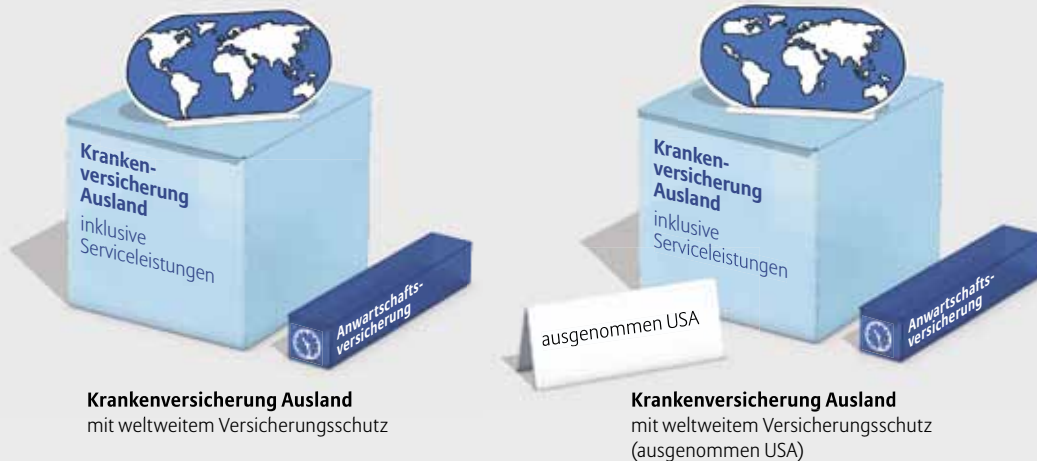 Kranken-
versicherung
Ausland
inklusive
Serviceleistungen
Anwartschafts-
versicherung
Krankenversicherung Ausland
mit weltweitem Versicherungsschutz
Kranken-
versicherung
Ausland
inklusive
Serviceleistungen
ausgenommen USA
Anwartschafts-
versicherung
Krankenversicherung Ausland
mit weltweitem Versicherungsschutz
(ausgenommen USA)